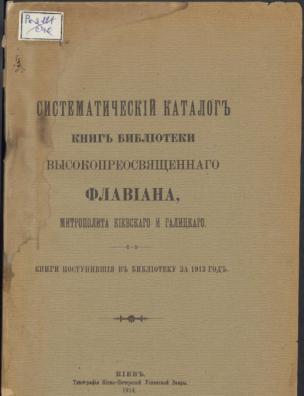 СИСТЕМАТИЧЕСКІЙ КАТАЛОГЪ
КНИГЪ БИБЛІОТЕКИ
ВЫСОКОПРЕОСВЯЩЕННАГО
ФЛАВІАНА,
МИТРОПОЛИТА КІЕВСКАГО И ГАЛИЦКАГО.
КНИГИ ПОСТУПИВШІЯ ВЪ БИБЛІОТЕКУ ЗА 1913 ГОДЪ.
КІЕВЪ.
Типографія Кіево-Печерской Успенской Лавры.
1914.